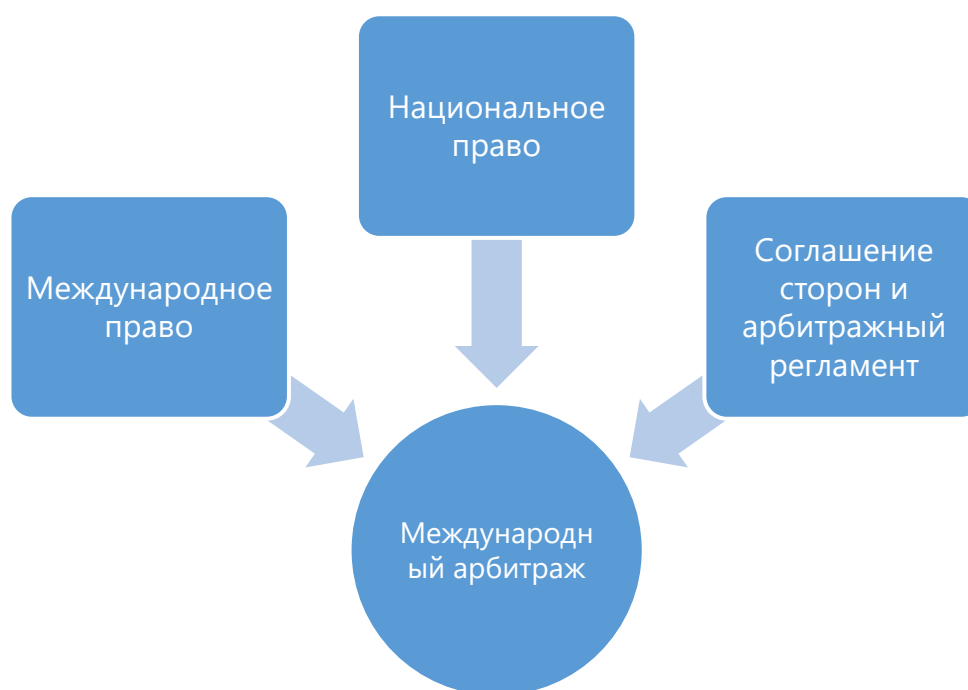 Национальное
право
Международное
право
Соглашение
сторон и
арбитражный
регламент
Международн
ый арбитраж